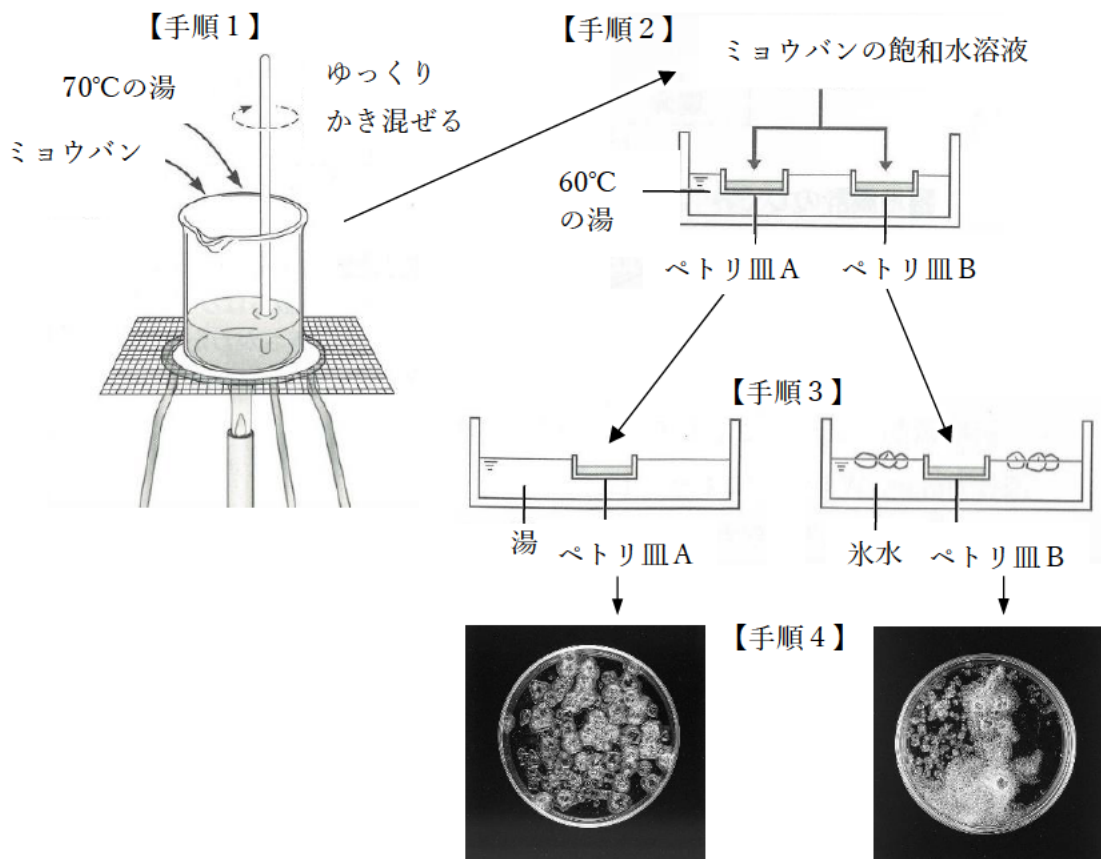 【手順１】
70℃の湯
ミョウバン
ゆっくり
かき混ぜる
【手順２】
ミョウバンの飽和水溶液
60℃
の湯
ペトリ皿A
ペトリ皿B
【手順３】
湯
ペトリ皿A
氷水
ペトリ皿B
【手順４】